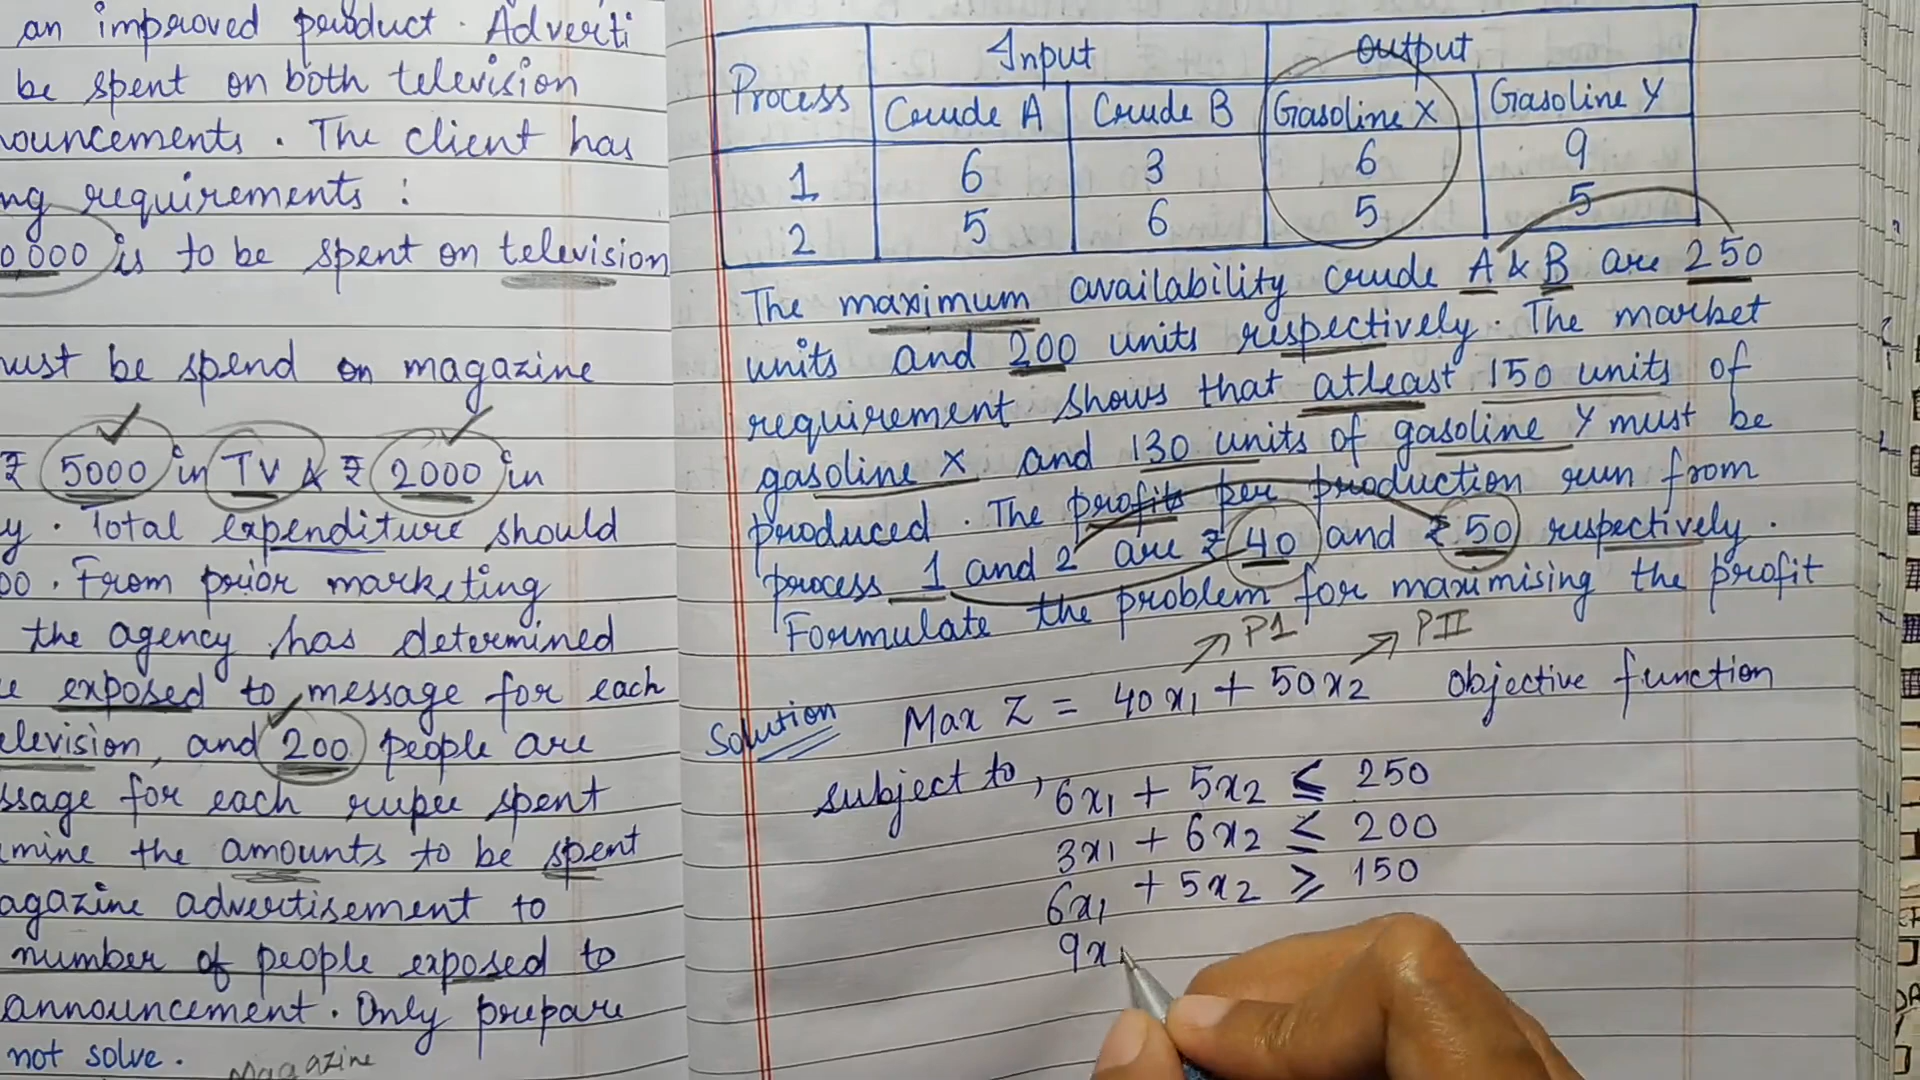 an improved product. Adverti
be spent on both television
nouncements. The client has
ng requirements :
0,000 is to be spent on television
ust be spend on magazine
₹ 5000 in TV & ₹ 2000 in
y. Total expenditure should
00. From prior marketing
the agency has determined
e exposed to message for each
elevision, and 200 people are
ssage for each rupee spent
mine the amounts to be spent
agazine advertisement to
number of people exposed to
announcement. Only prepare
not solve.
Magazine
Process Input Output
Crude A Crude B Gasoline X Gasoline Y
1 6 3 6 9
2 5 6 5 5
The maximum availability crude A & B are 250
units and 200 units respectively. The market
requirement shows that atleast 150 units of
gasoline X and 130 units of gasoline Y must be
produced. The profits per production run from
process 1 and 2 are ₹ 40 and ₹ 50 respectively.
Formulate the problem for maximising the profit
P1 PII
Solution Max Z = 40x₁ + 50x₂ Objective function
subject to, 6x₁ + 5x₂ ≤ 250
3x₁ + 6x₂ ≤ 200
6x₁ + 5x₂ ≥ 150
9x